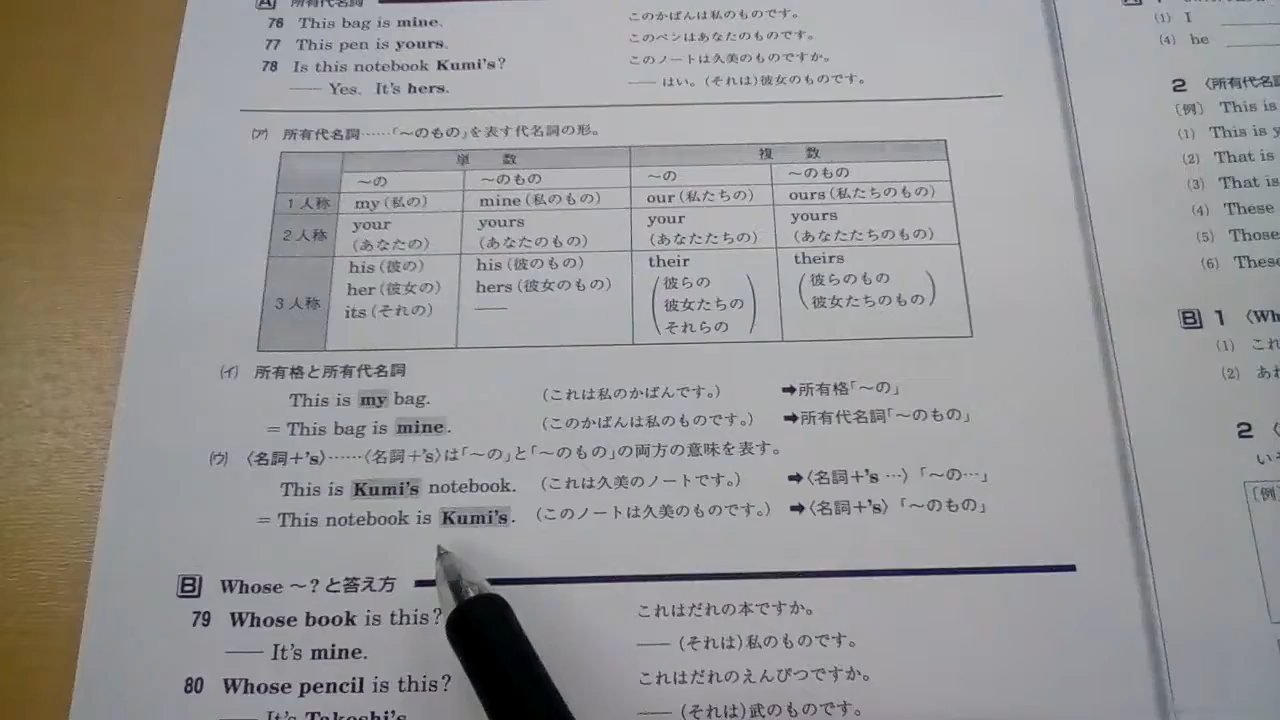 A 所有代名詞
76 This bag is mine. このかばんは私のものです。
77 This pen is yours. このペンはあなたのものです。
78 Is this notebook Kumi's? このノートは久美のものですか。
—— Yes. It's hers. —— はい。(それは)彼女のものです。
(ア) 所有代名詞……「〜のもの」を表す代名詞の形。
単数 複数
〜の 〜のもの 〜の 〜のもの
1人称 my (私の) mine (私のもの) our (私たちの) ours (私たちのもの)
2人称 your (あなたの) yours (あなたのもの) your (あなたたちの) yours (あなたたちのもの)
3人称 his (彼の) his (彼のもの) their theirs
her (彼女の) hers (彼女のもの) (彼らの 彼女たちの それらの) (彼らのもの 彼女たちのもの)
its (それの) ——
(イ) 所有格と所有代名詞
This is my bag. (これは私のかばんです。) ➡所有格「〜の」
= This bag is mine. (このかばんは私のものです。) ➡所有代名詞「〜のもの」
(ウ) 〈名詞+'s〉……〈名詞+'s〉は「〜の」と「〜のもの」の両方の意味を表す。
This is Kumi's notebook. (これは久美のノートです。) ➡〈名詞+'s …〉「〜の…」
= This notebook is Kumi's. (このノートは久美のものです。) ➡〈名詞+'s〉「〜のもの」
B Whose 〜?と答え方
79 Whose book is this? これはだれの本ですか。
—— It's mine. —— (それは)私のものです。
80 Whose pencil is this? これはだれのえんぴつですか。
—— It's Takeshi's —— (それは)武のものです。
(1) I
(4) he
2 〈所有代名
[例] This is
(1) This is y
(2) That is
(3) That is
(4) These
(5) Those
(6) These
B 1 〈Wh
(1) これ
(2) あ
2 〈
い
[例]